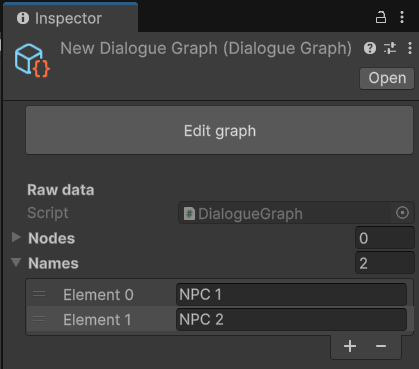 Inspector
New Dialogue Graph (Dialogue Graph)
Open
Edit graph
Raw data
Script DialogueGraph
Nodes 0
Names 2
Element 0 NPC 1
Element 1 NPC 2